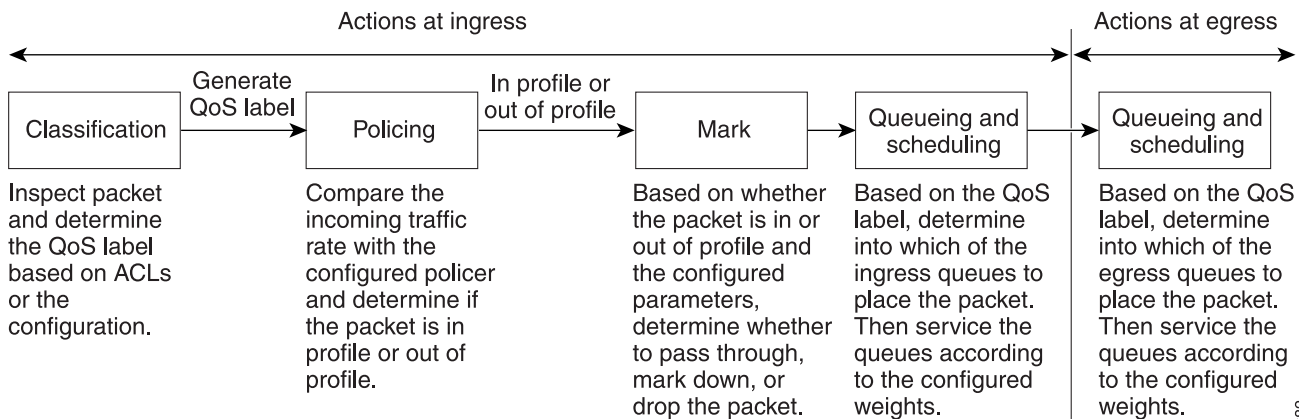 Actions at ingress
Actions at egress
Generate
QoS label
In profile or
out of profile
Classification
Policing
Mark
Queueing and
scheduling
Queueing and
scheduling
Inspect packet
and determine
the QoS label
based on ACLs
or the
configuration.
Compare the
incoming traffic
rate with the
configured policer
and determine if
the packet is in
profile or out of
profile.
Based on whether
the packet is in or
out of profile and
the configured
parameters,
determine whether
to pass through,
mark down, or
drop the packet.
Based on the QoS
label, determine
into which of the
ingress queues to
place the packet.
Then service the
queues according
to the configured
weights.
Based on the QoS
label, determine
into which of the
egress queues to
place the packet.
Then service the
queues according
to the configured
weights.